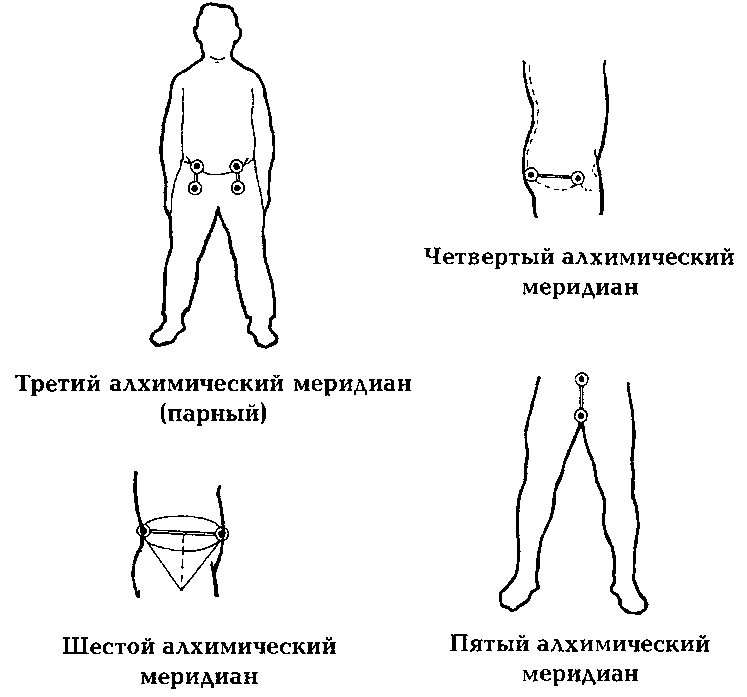 Четвертый алхимический
меридиан
Третий алхимический меридиан
(парный)
Шестой алхимический
меридиан
Пятый алхимический
меридиан